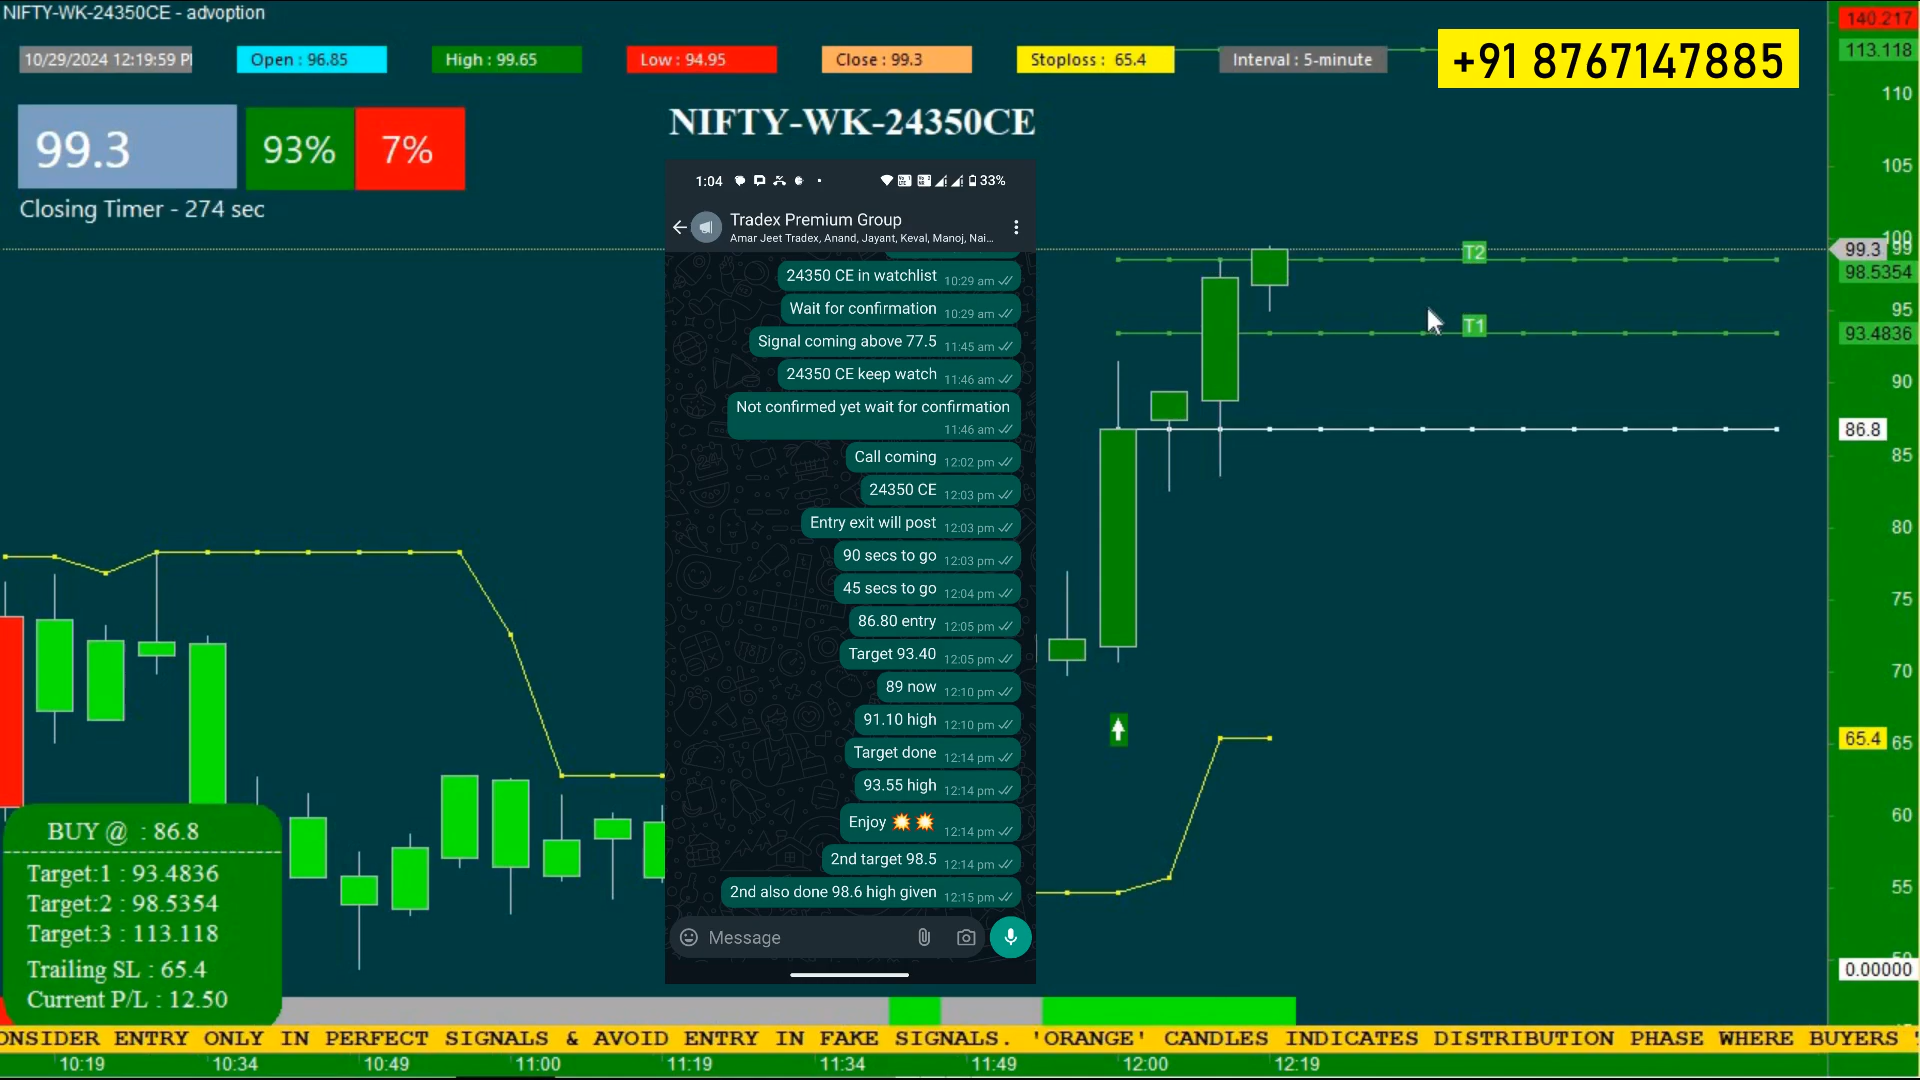 NIFTY-WK-24350CE - advoption
10/29/2024 12:19:59 P
Open : 96.85
High : 99.65
Low : 94.95
Close : 99.3
Stoploss : 65.4
Interval : 5-minute
+91 8767147885
99.3
93%
7%
Closing Timer - 274 sec
NIFTY-WK-24350CE
1:04
33%
Tradex Premium Group
Amar Jeet Tradex, Anand, Jayant, Keval, Manoj, Nai...
24350 CE in watchlist 10:29 am
Wait for confirmation 10:29 am
Signal coming above 77.5 11:45 am
24350 CE keep watch 11:46 am
Not confirmed yet wait for confirmation
11:46 am
Call coming 12:02 pm
24350 CE 12:03 pm
Entry exit will post 12:03 pm
90 secs to go 12:03 pm
45 secs to go 12:04 pm
86.80 entry 12:05 pm
Target 93.40 12:05 pm
89 now 12:10 pm
91.10 high 12:10 pm
Target done 12:14 pm
93.55 high 12:14 pm
Enjoy 💥 💥 12:14 pm
2nd target 98.5 12:14 pm
2nd also done 98.6 high given 12:15 pm
Message
T2
T1
140.217
113.118
110
105
100
99.3
98.5354
95
93.4836
90
86.8
85
80
75
70
65.4
65
60
55
0.00000
BUY @ : 86.8
Target:1 : 93.4836
Target:2 : 98.5354
Target:3 : 113.118
Trailing SL : 65.4
Current P/L : 12.50
ONSIDER ENTRY ONLY IN PERFECT SIGNALS & AVOID ENTRY IN FAKE SIGNALS. 'ORANGE' CANDLES INDICATES DISTRIBUTION PHASE WHERE BUYERS
10:19 10:34 10:49 11:00 11:19 11:34 11:49 12:00 12:19